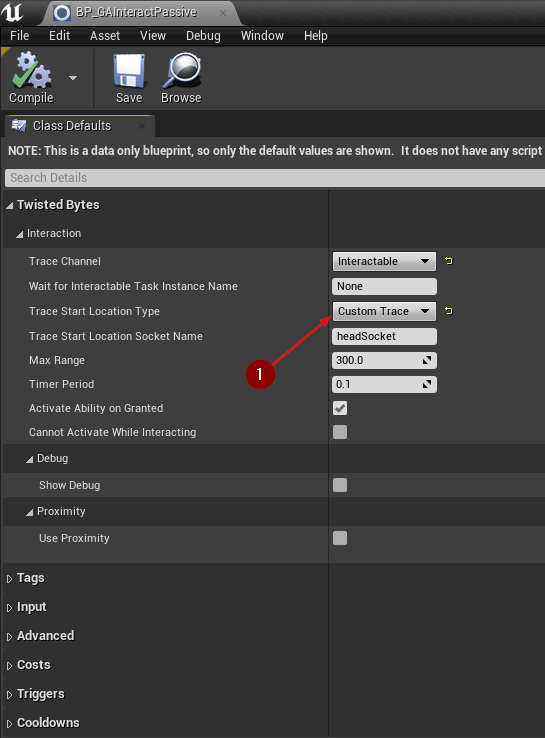 BP_GAInteractPassive
File Edit Asset View Debug Window Help
Compile Save Browse
Class Defaults
NOTE: This is a data only blueprint, so only the default values are shown. It does not have any script
Search Details
Twisted Bytes
Interaction
Trace Channel Interactable
Wait for Interactable Task Instance Name None
Trace Start Location Type Custom Trace
Trace Start Location Socket Name headSocket
Max Range 300.0
1
Timer Period 0.1
Activate Ability on Granted
Cannot Activate While Interacting
Debug
Show Debug
Proximity
Use Proximity
Tags
Input
Advanced
Costs
Triggers
Cooldowns